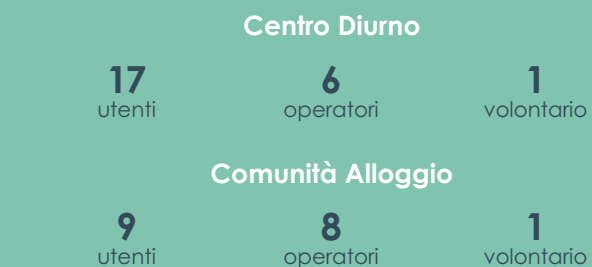 Centro Diurno
17 6 1
utenti operatori volontario
Comunità Alloggio
9 8 1
utenti operatori volontario